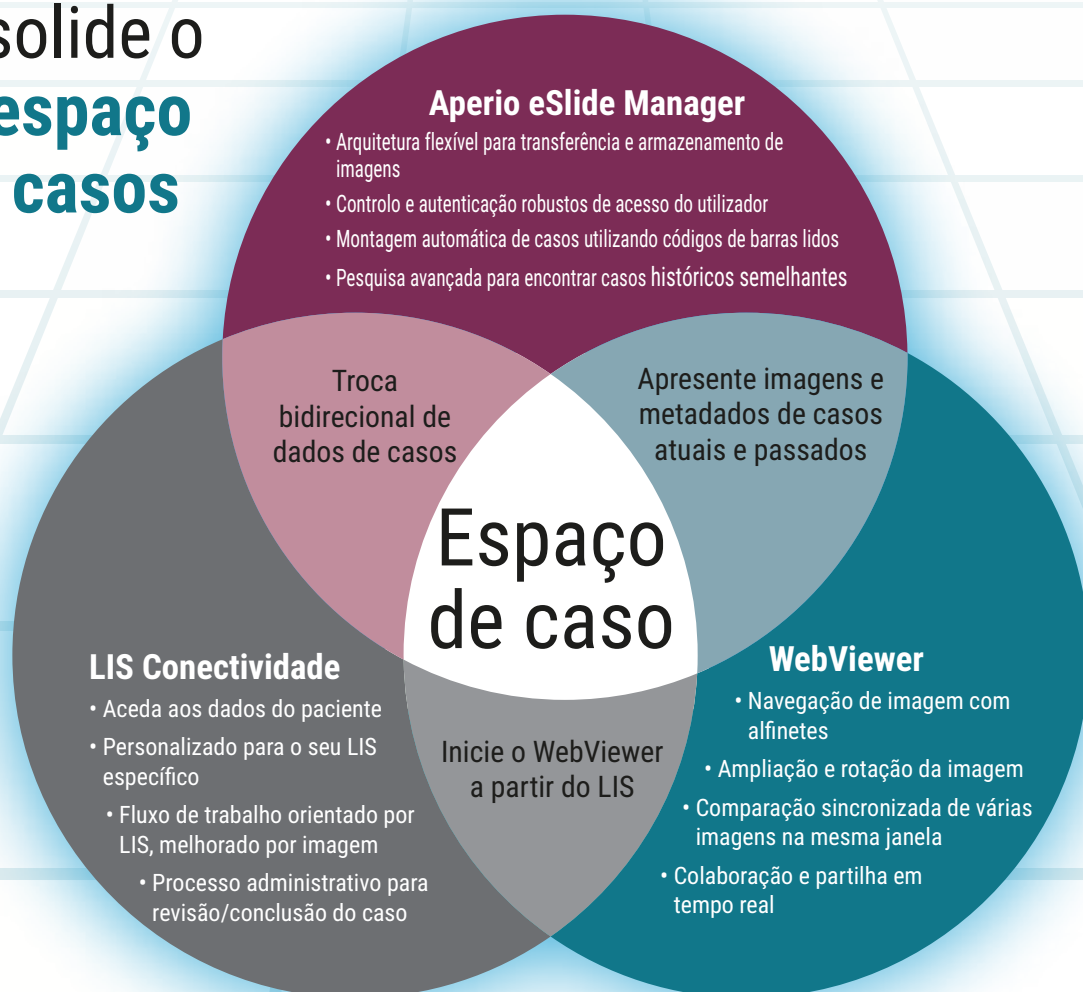 solide o
espaço
casos
Aperio eSlide Manager
• Arquitetura flexível para transferência e armazenamento de
imagens
• Controlo e autenticação robustos de acesso do utilizador
• Montagem automática de casos utilizando códigos de barras lidos
• Pesquisa avançada para encontrar casos históricos semelhantes
Troca
bidirecional de
dados de casos
Apresente imagens e
metadados de casos
atuais e passados
Espaço
de caso
LIS Conectividade
• Aceda aos dados do paciente
• Personalizado para o seu LIS
específico
• Fluxo de trabalho orientado por
LIS, melhorado por imagem
• Processo administrativo para
revisão/conclusão do caso
Inicie o WebViewer
a partir do LIS
WebViewer
• Navegação de imagem com
alfinetes
• Ampliação e rotação da imagem
• Comparação sincronizada de várias
imagens na mesma janela
• Colaboração e partilha em
tempo real